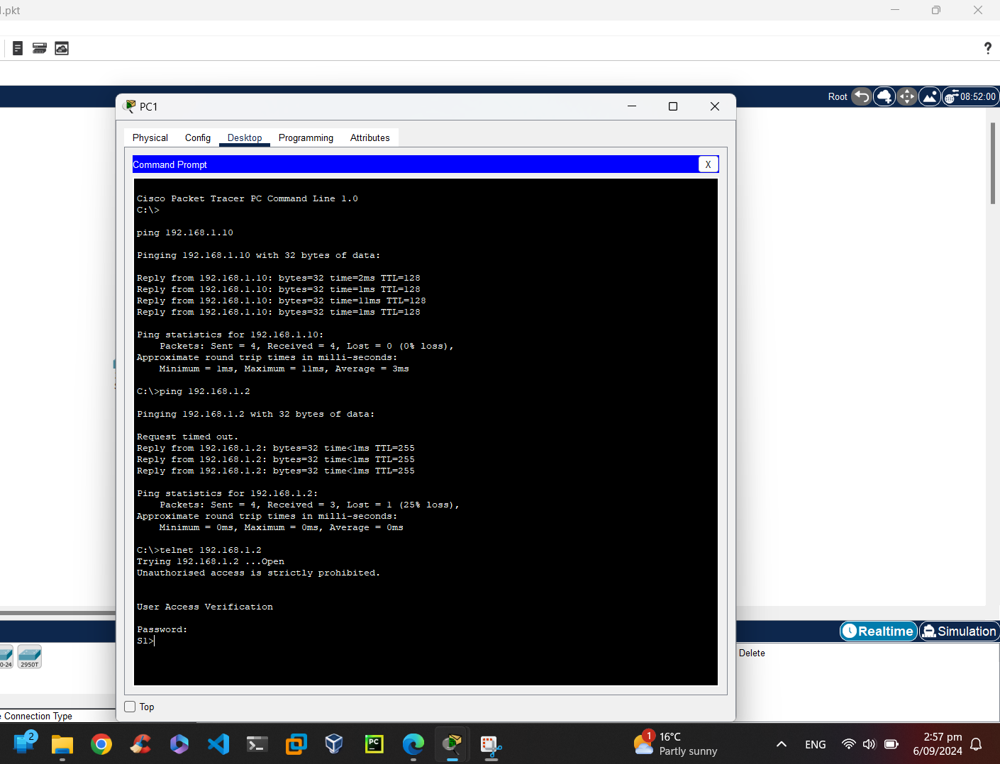 1.pkt
?
Root
08:52:00
PC1
Physical Config Desktop Programming Attributes
Command Prompt
X
Cisco Packet Tracer PC Command Line 1.0
C:\>
ping 192.168.1.10
Pinging 192.168.1.10 with 32 bytes of data:
Reply from 192.168.1.10: bytes=32 time=2ms TTL=128
Reply from 192.168.1.10: bytes=32 time=1ms TTL=128
Reply from 192.168.1.10: bytes=32 time=11ms TTL=128
Reply from 192.168.1.10: bytes=32 time=1ms TTL=128
Ping statistics for 192.168.1.10:
Packets: Sent = 4, Received = 4, Lost = 0 (0% loss),
Approximate round trip times in milli-seconds:
Minimum = 1ms, Maximum = 11ms, Average = 3ms
C:\>ping 192.168.1.2
Pinging 192.168.1.2 with 32 bytes of data:
Request timed out.
Reply from 192.168.1.2: bytes=32 time<1ms TTL=255
Reply from 192.168.1.2: bytes=32 time<1ms TTL=255
Reply from 192.168.1.2: bytes=32 time<1ms TTL=255
Ping statistics for 192.168.1.2:
Packets: Sent = 4, Received = 3, Lost = 1 (25% loss),
Approximate round trip times in milli-seconds:
Minimum = 0ms, Maximum = 0ms, Average = 0ms
C:\>telnet 192.168.1.2
Trying 192.168.1.2 ...Open
Unauthorised access is strictly prohibited.
User Access Verification
Password:
S1>
Realtime Simulation
0-24 2950T
Delete
Top
Connection Type
2
PC
1
16°C
Partly sunny
ENG
2:57 pm
6/09/2024